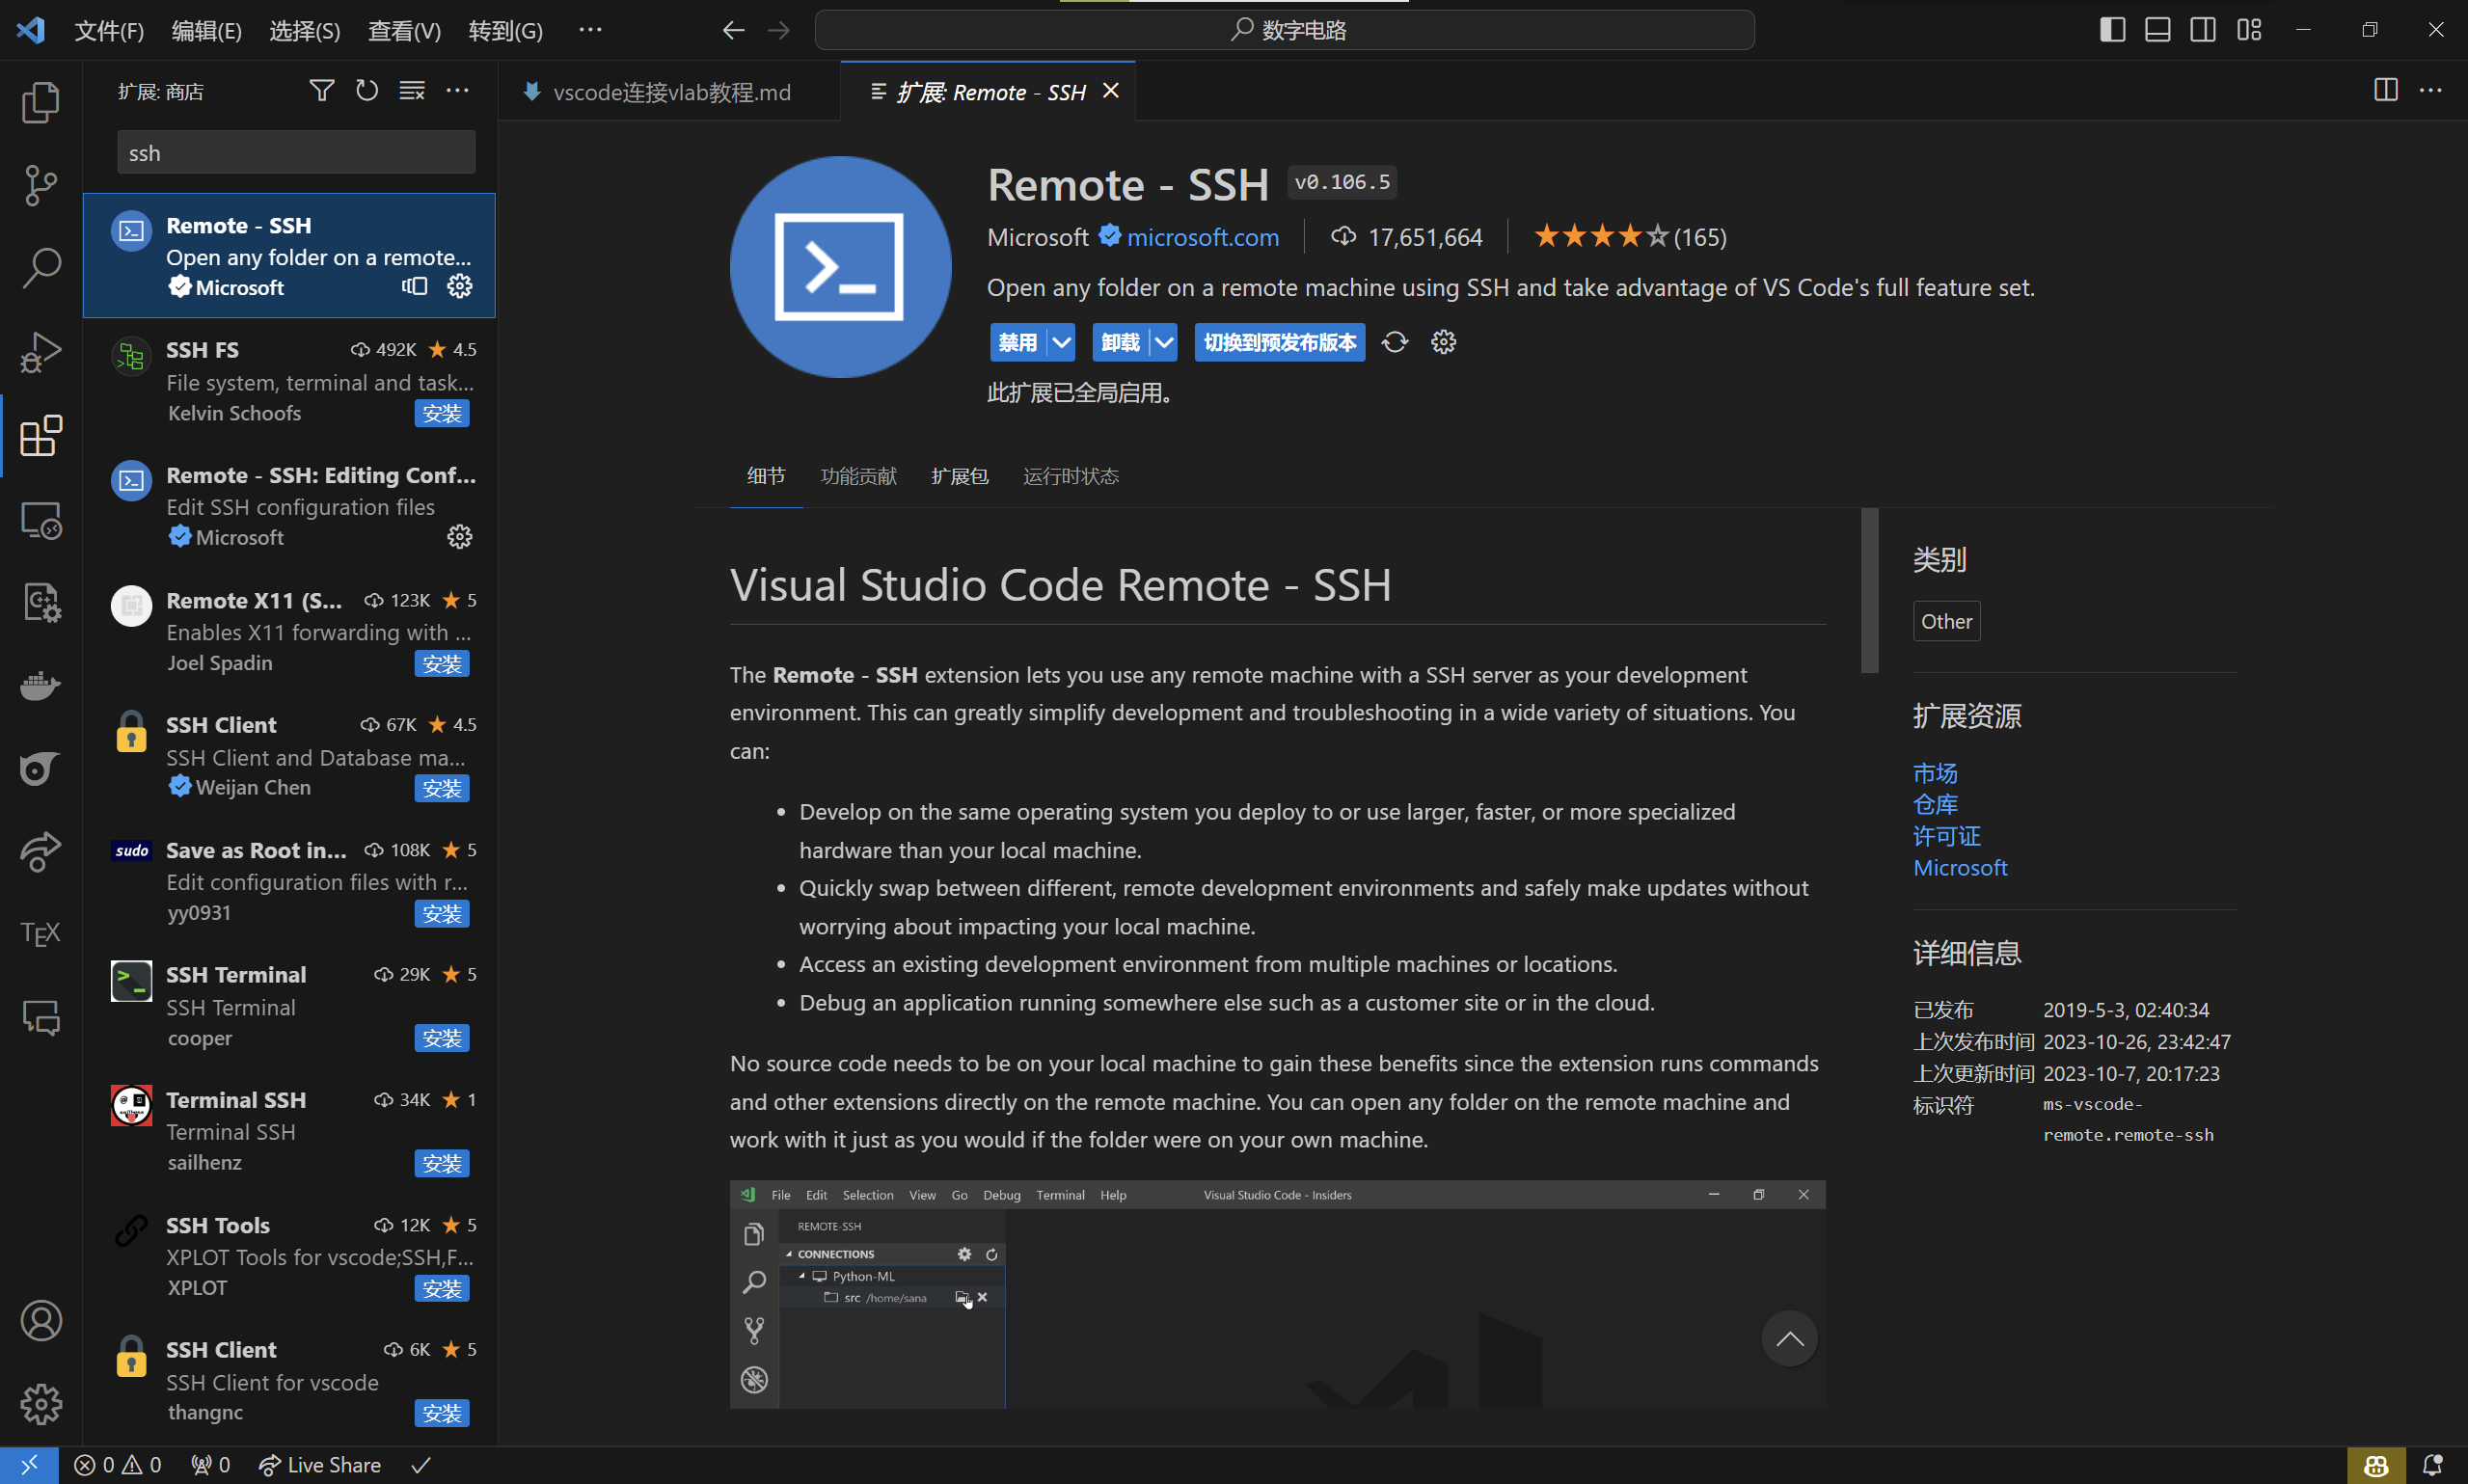 文件(F) 编辑(E) 选择(S) 查看(V) 转到(G) ···
数字电路
扩展: 商店
ssh
Remote - SSH
Open any folder on a remote...
Microsoft
SSH FS 492K ★ 4.5
File system, terminal and task...
Kelvin Schoofs 安装
Remote - SSH: Editing Conf...
Edit SSH configuration files
Microsoft
Remote X11 (S... 123K ★ 5
Enables X11 forwarding with ...
Joel Spadin 安装
SSH Client 67K ★ 4.5
SSH Client and Database ma...
Weijan Chen 安装
sudo
Save as Root in... 108K ★ 5
Edit configuration files with r...
yy0931 安装
SSH Terminal 29K ★ 5
SSH Terminal
cooper 安装
Terminal SSH 34K ★ 1
Terminal SSH
sailhenz 安装
SSH Tools 12K ★ 5
XPLOT Tools for vscode;SSH,F...
XPLOT 安装
SSH Client 6K ★ 5
SSH Client for vscode
thangnc 安装
TEX
vscode连接vlab教程.md
扩展: Remote - SSH
Remote - SSH v0.106.5
Microsoft microsoft.com 17,651,664 ★★★★☆(165)
Open any folder on a remote machine using SSH and take advantage of VS Code's full feature set.
禁用 卸载 切换到预发布版本
此扩展已全局启用。
细节 功能贡献 扩展包 运行时状态
Visual Studio Code Remote - SSH
The Remote - SSH extension lets you use any remote machine with a SSH server as your development
environment. This can greatly simplify development and troubleshooting in a wide variety of situations. You
can:
• Develop on the same operating system you deploy to or use larger, faster, or more specialized
hardware than your local machine.
• Quickly swap between different, remote development environments and safely make updates without
worrying about impacting your local machine.
• Access an existing development environment from multiple machines or locations.
• Debug an application running somewhere else such as a customer site or in the cloud.
No source code needs to be on your local machine to gain these benefits since the extension runs commands
and other extensions directly on the remote machine. You can open any folder on the remote machine and
work with it just as you would if the folder were on your own machine.
File Edit Selection View Go Debug Terminal Help Visual Studio Code - Insiders
REMOTE-SSH
CONNECTIONS
Python-ML
src /home/sana
类别
Other
扩展资源
市场
仓库
许可证
Microsoft
详细信息
已发布 2019-5-3, 02:40:34
上次发布时间 2023-10-26, 23:42:47
上次更新时间 2023-10-7, 20:17:23
标识符 ms-vscode-
remote.remote-ssh
0 0 0 Live Share